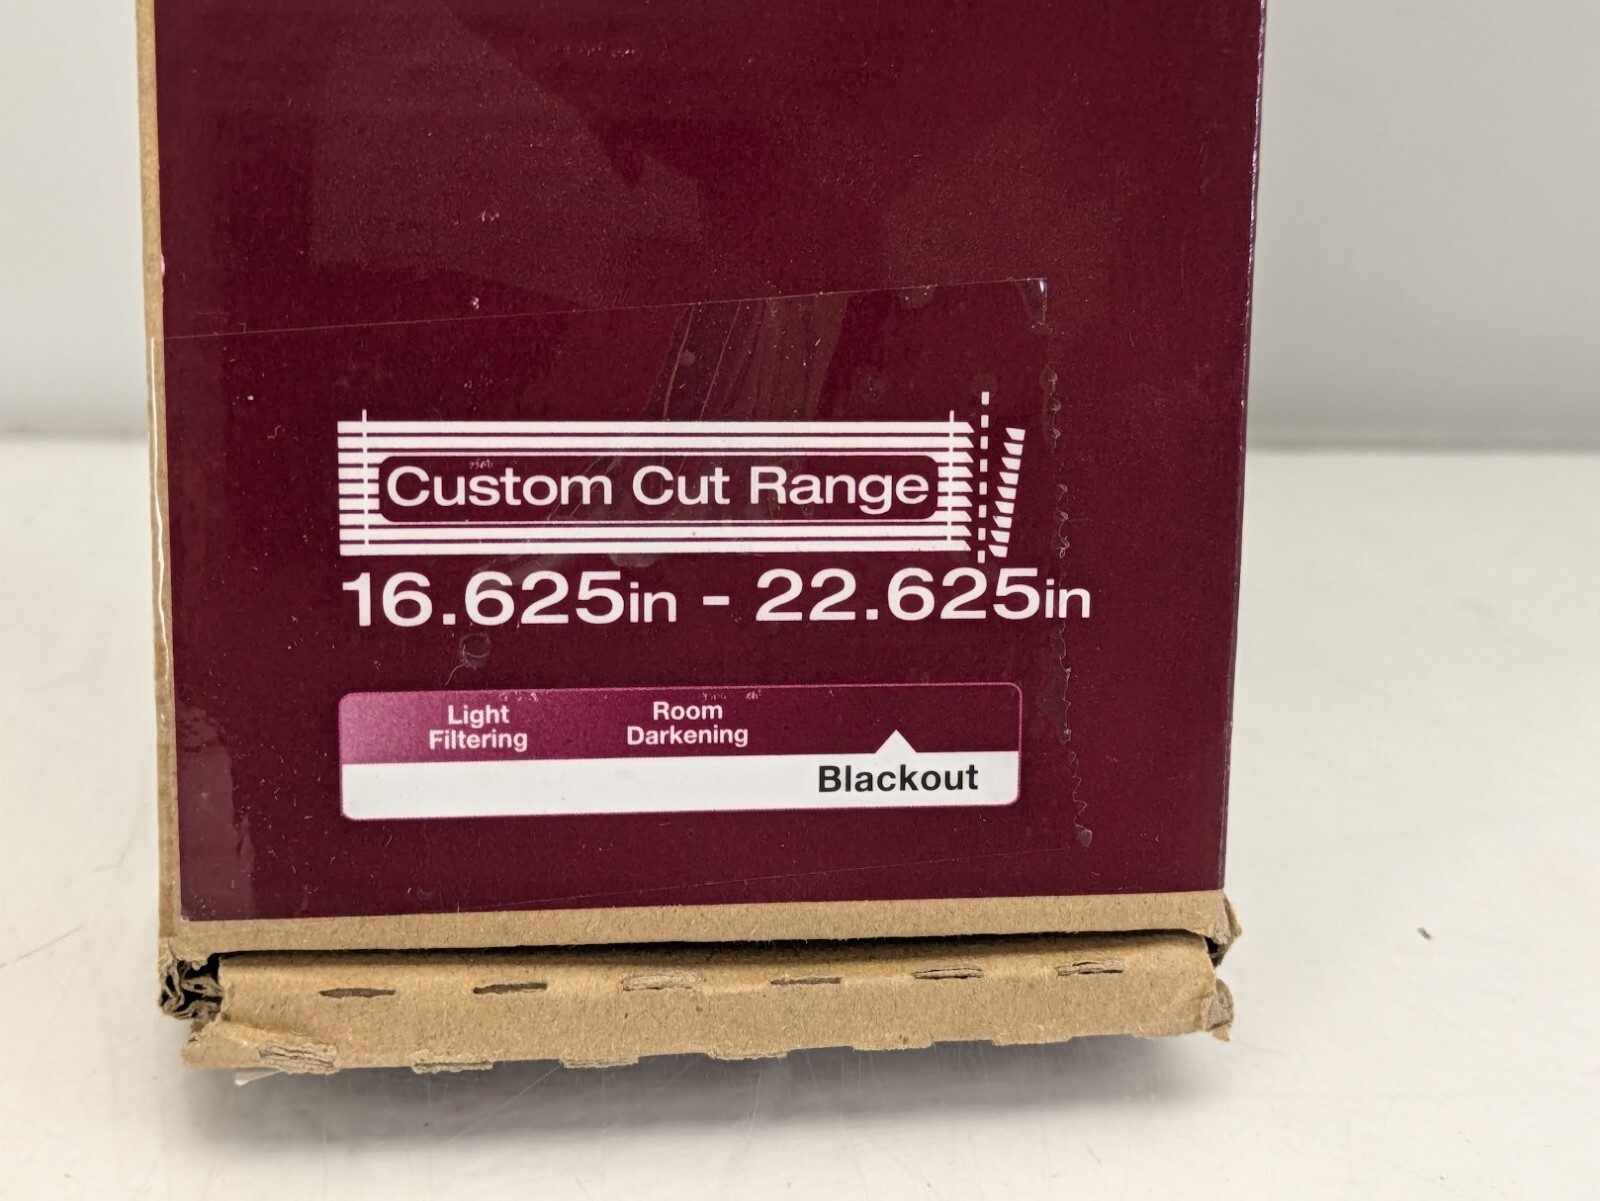 Custom Cut Range
16.625in - 22.625in
Light
Filtering
Room
Darkening
Blackout